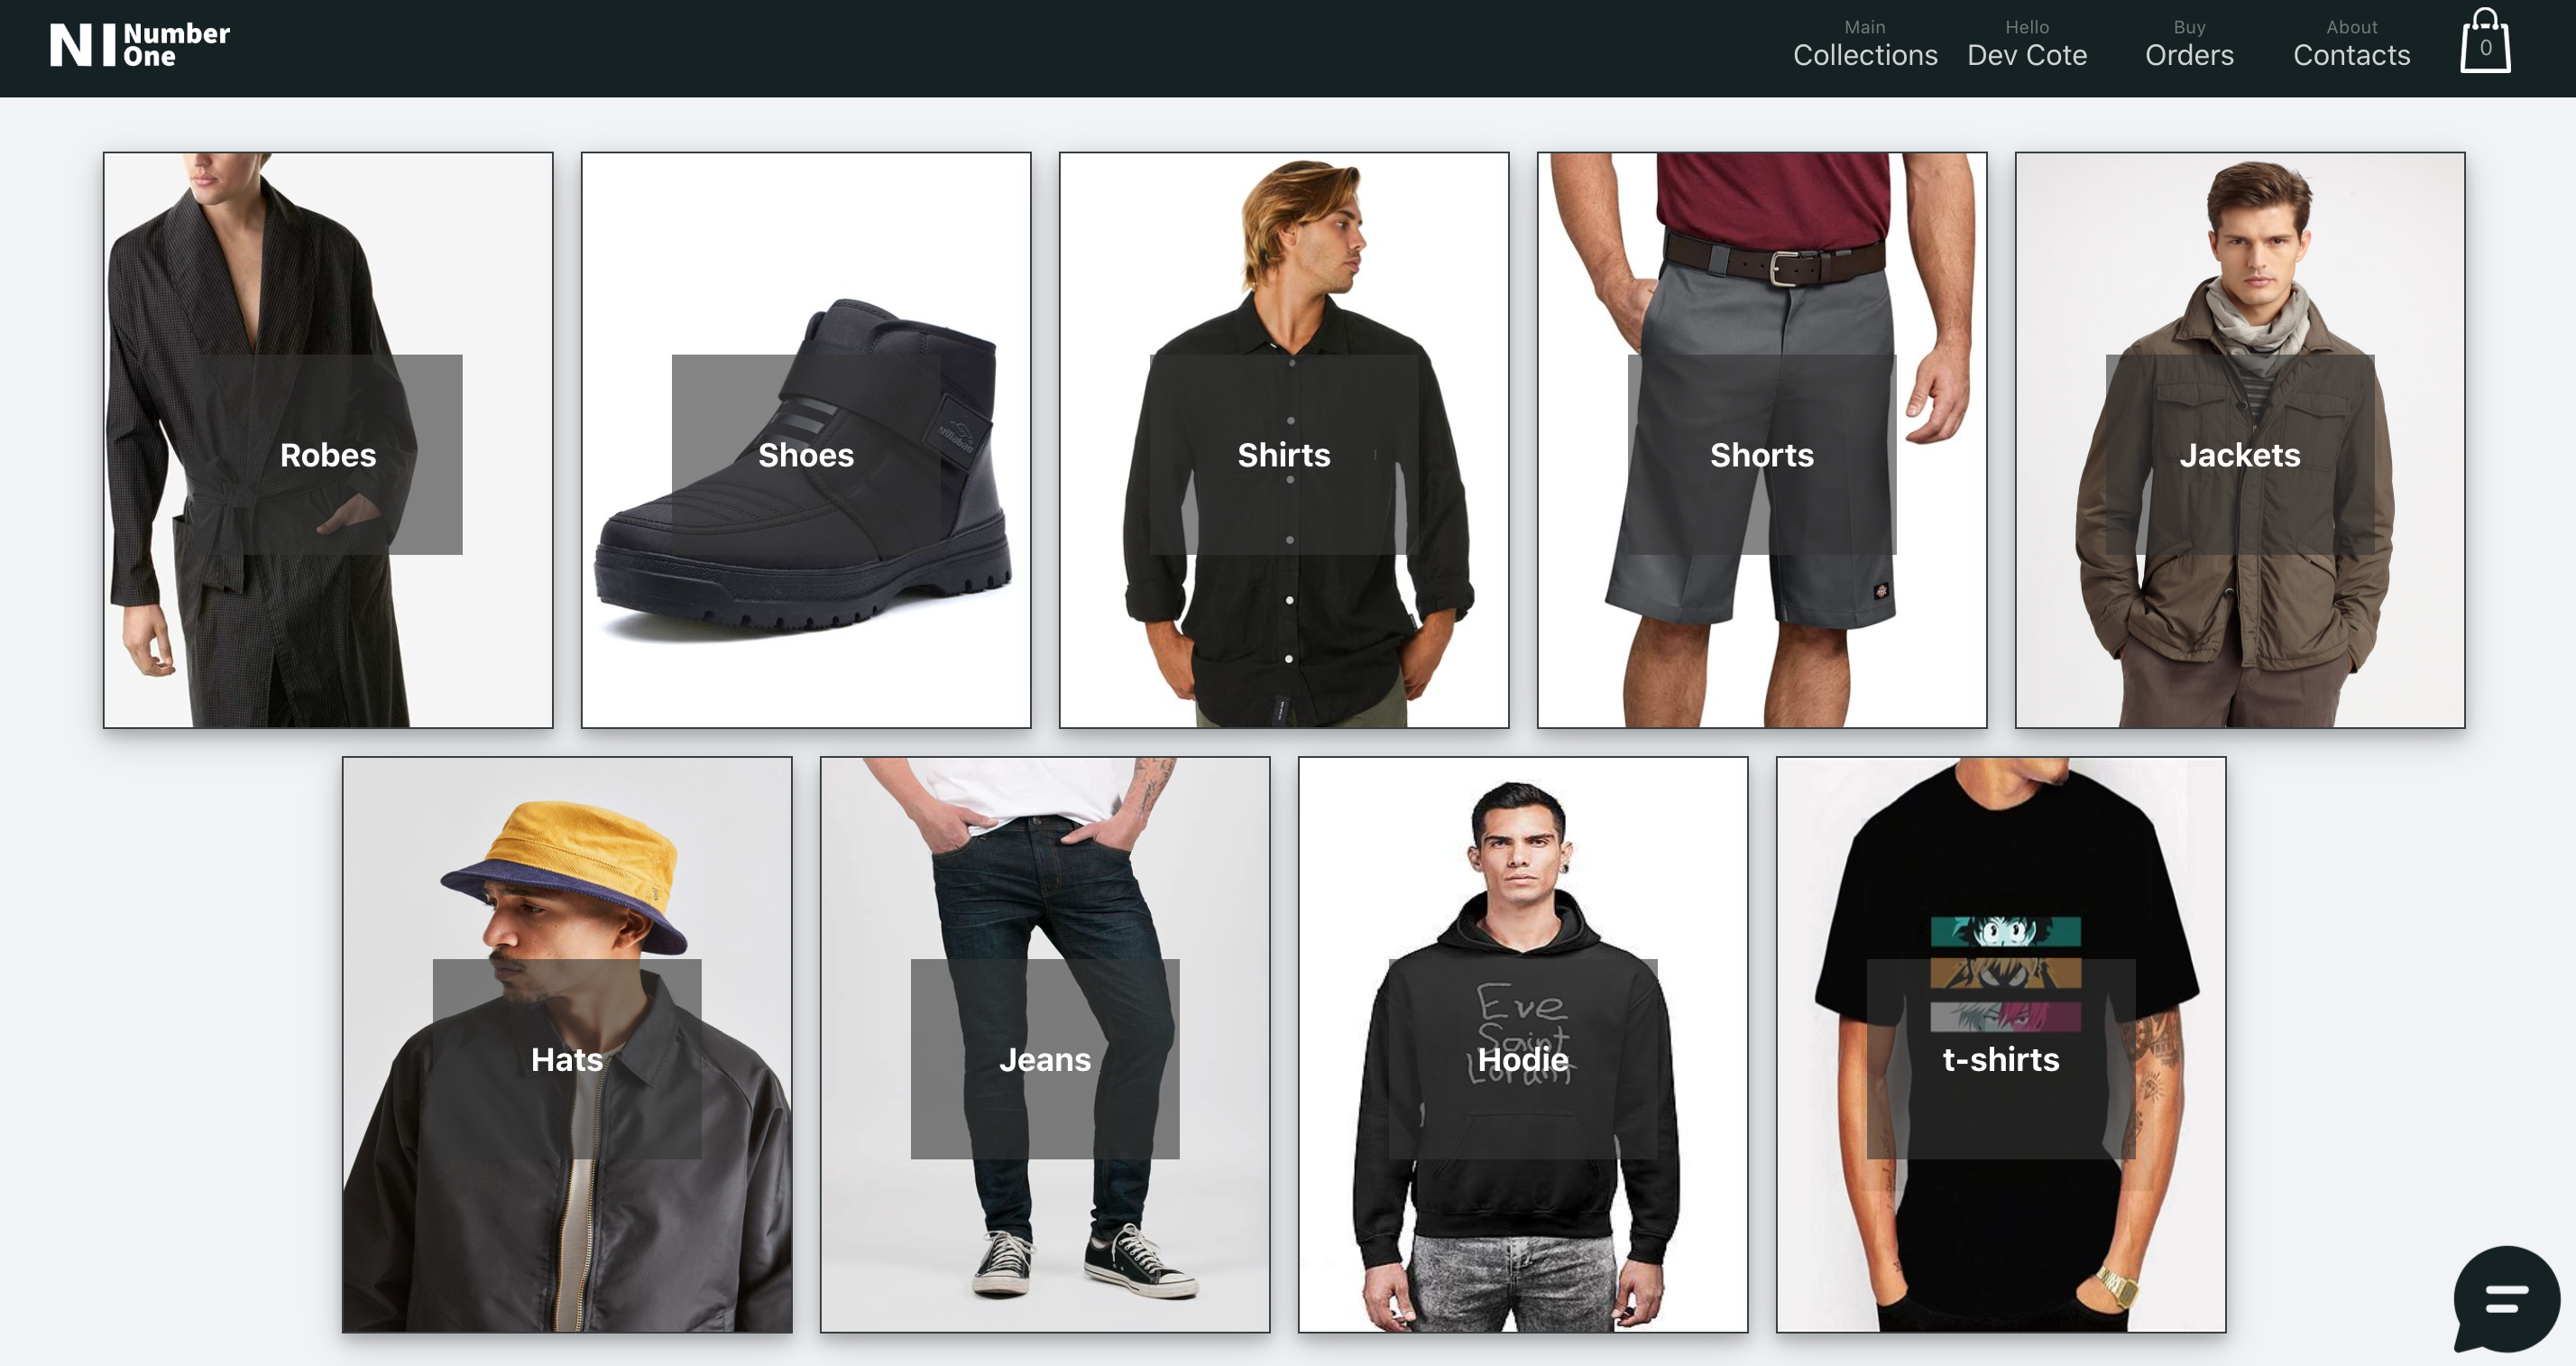 NI Number
One
Main
Collections
Hello
Dev Cote
Buy
Orders
About
Contacts
0
Robes
Shoes
Shirts
Shorts
Jackets
Hats
Jeans
Eve
Saint
Hodie
t-shirts